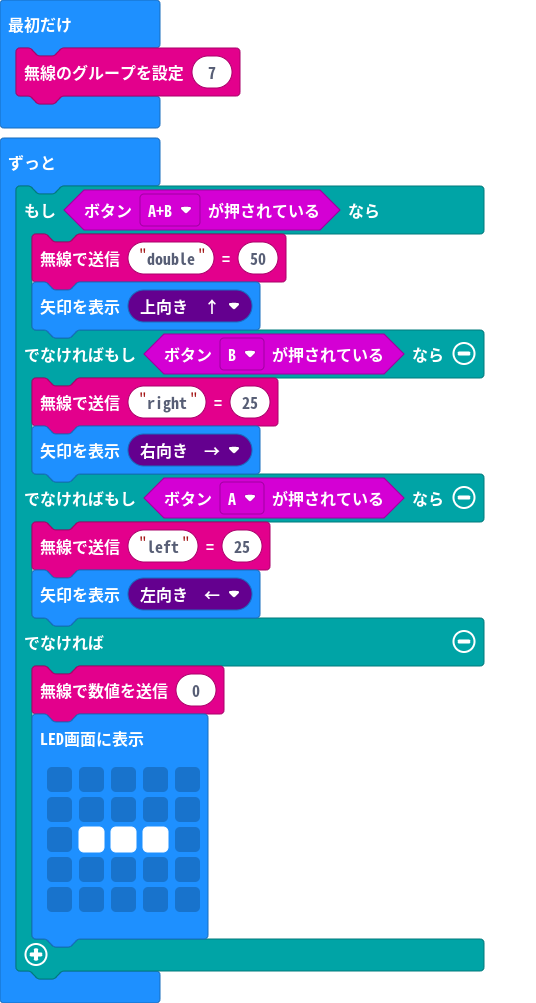 最初だけ
無線のグループを設定 7
ずっと
もし ボタン A+B が押されている なら
無線で送信 "double" = 50
矢印を表示 上向き ↑
でなければもし ボタン B が押されている なら
無線で送信 "right" = 25
矢印を表示 右向き →
でなければもし ボタン A が押されている なら
無線で送信 "left" = 25
矢印を表示 左向き ←
でなければ
無線で数値を送信 0
LED画面に表示